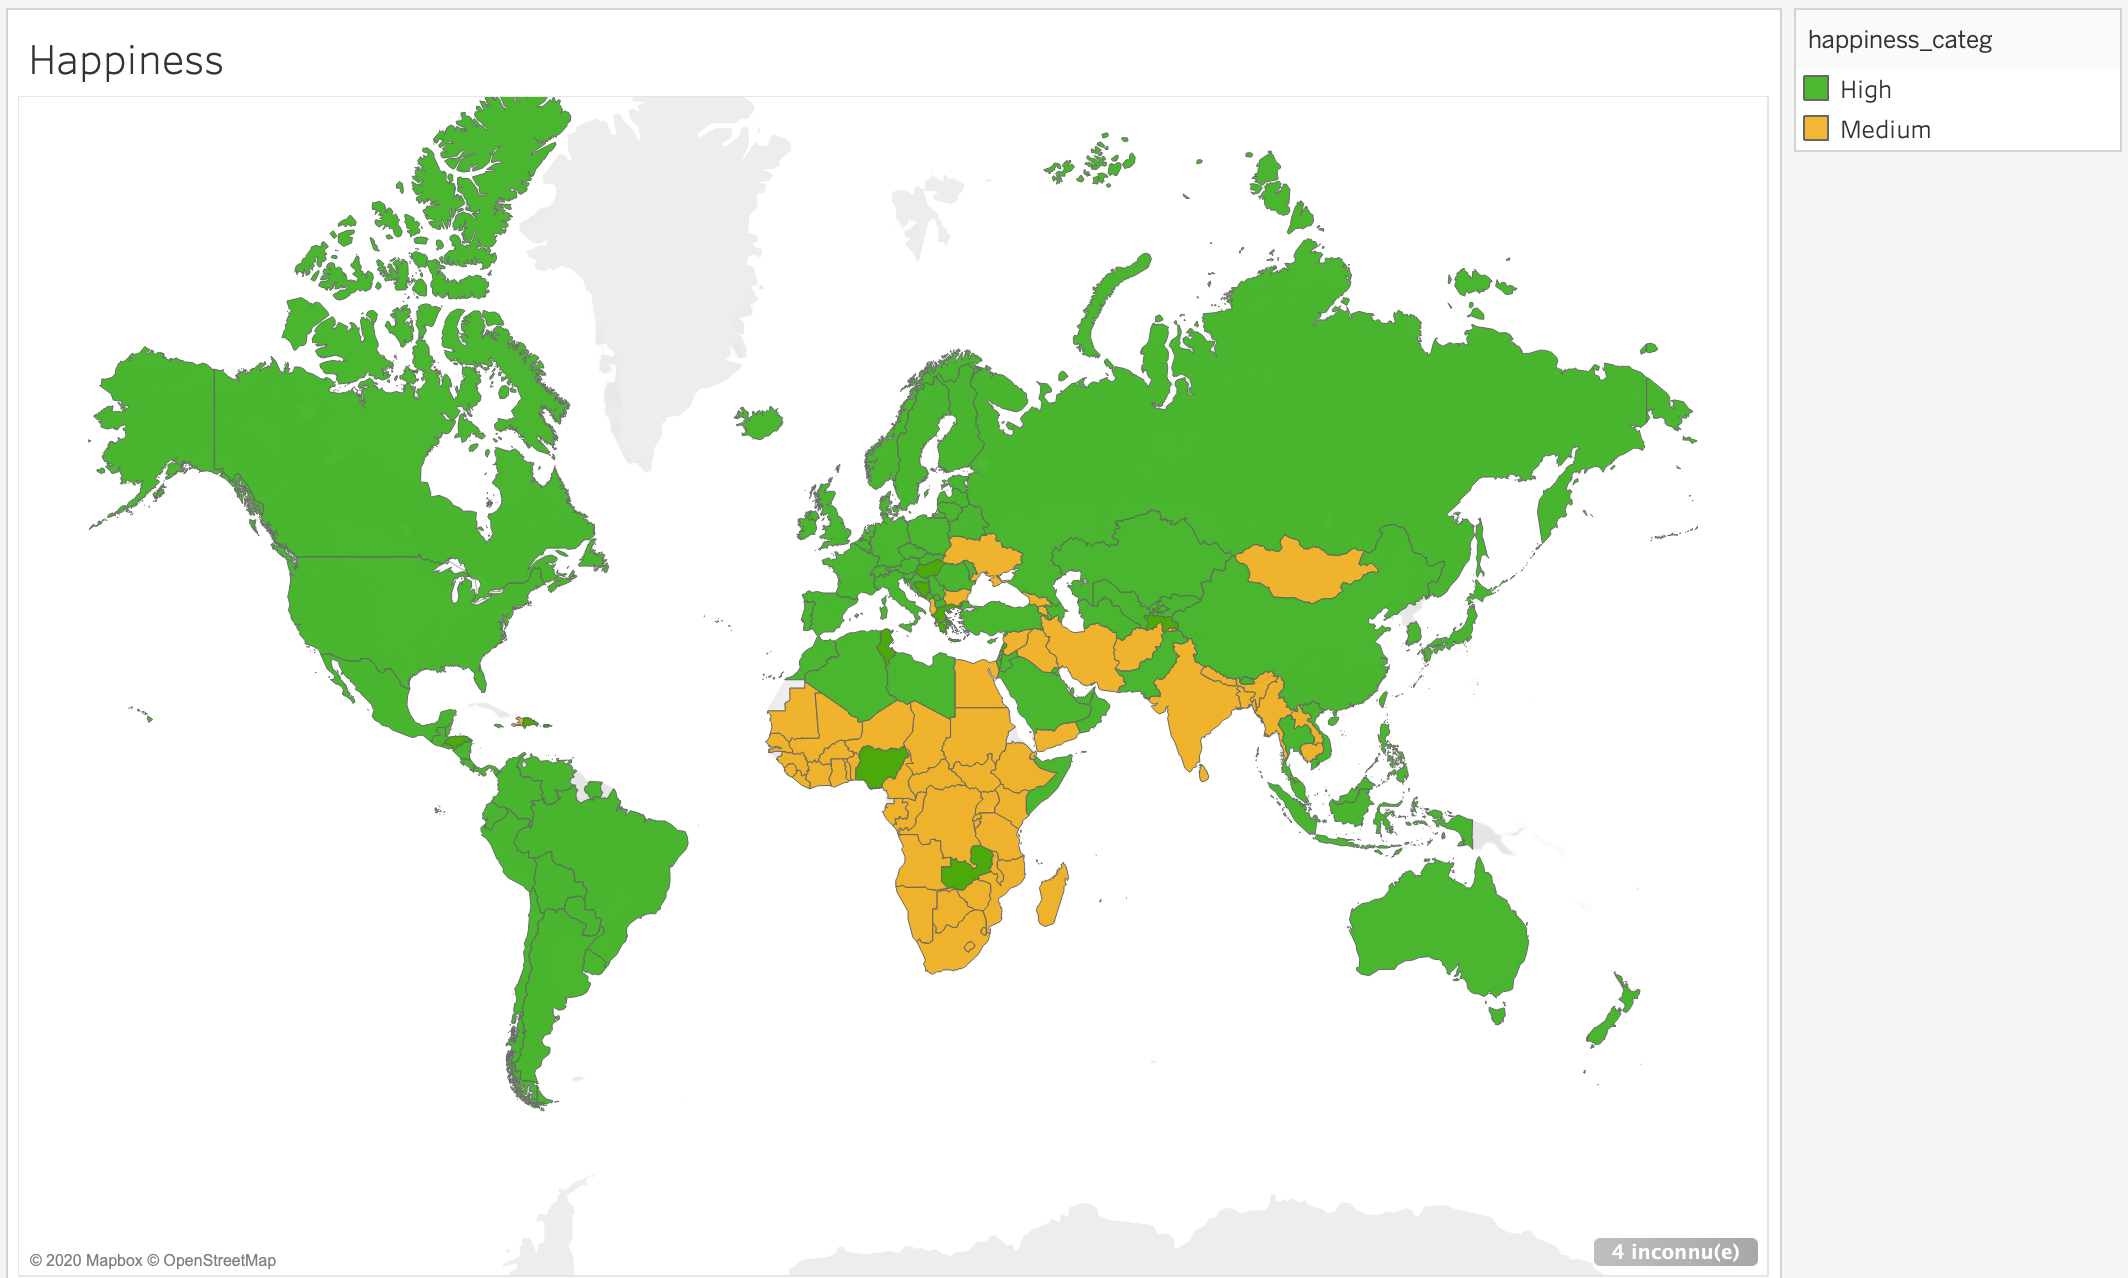 Happiness
happiness_categ
High
Medium
© 2020 Mapbox © OpenStreetMap
4 inconnu(e)